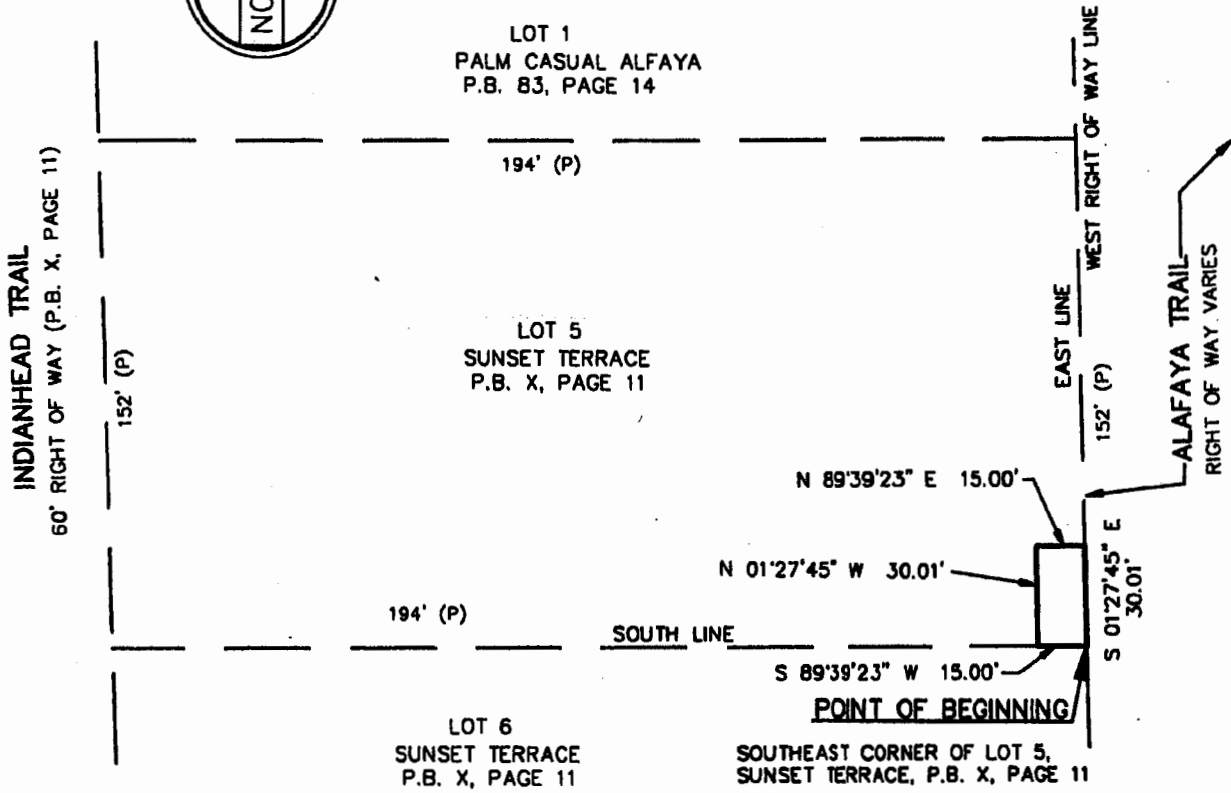 NO
LOT 1
PALM CASUAL ALFAYA
P.B. 83, PAGE 14
194' (P)
WEST RIGHT OF WAY LINE
INDIANHEAD TRAIL
60' RIGHT OF WAY (P.B. X, PAGE 11)
152' (P)
LOT 5
SUNSET TERRACE
P.B. X, PAGE 11
EAST LINE
152' (P)
ALAFAYA TRAIL
RIGHT OF WAY VARIES
N 89°39'23" E 15.00'
N 01°27'45" W 30.01'
S 01°27'45" E
30.01'
194' (P)
SOUTH LINE
S 89°39'23" W 15.00'
POINT OF BEGINNING
LOT 6
SUNSET TERRACE
P.B. X, PAGE 11
SOUTHEAST CORNER OF LOT 5,
SUNSET TERRACE, P.B. X, PAGE 11